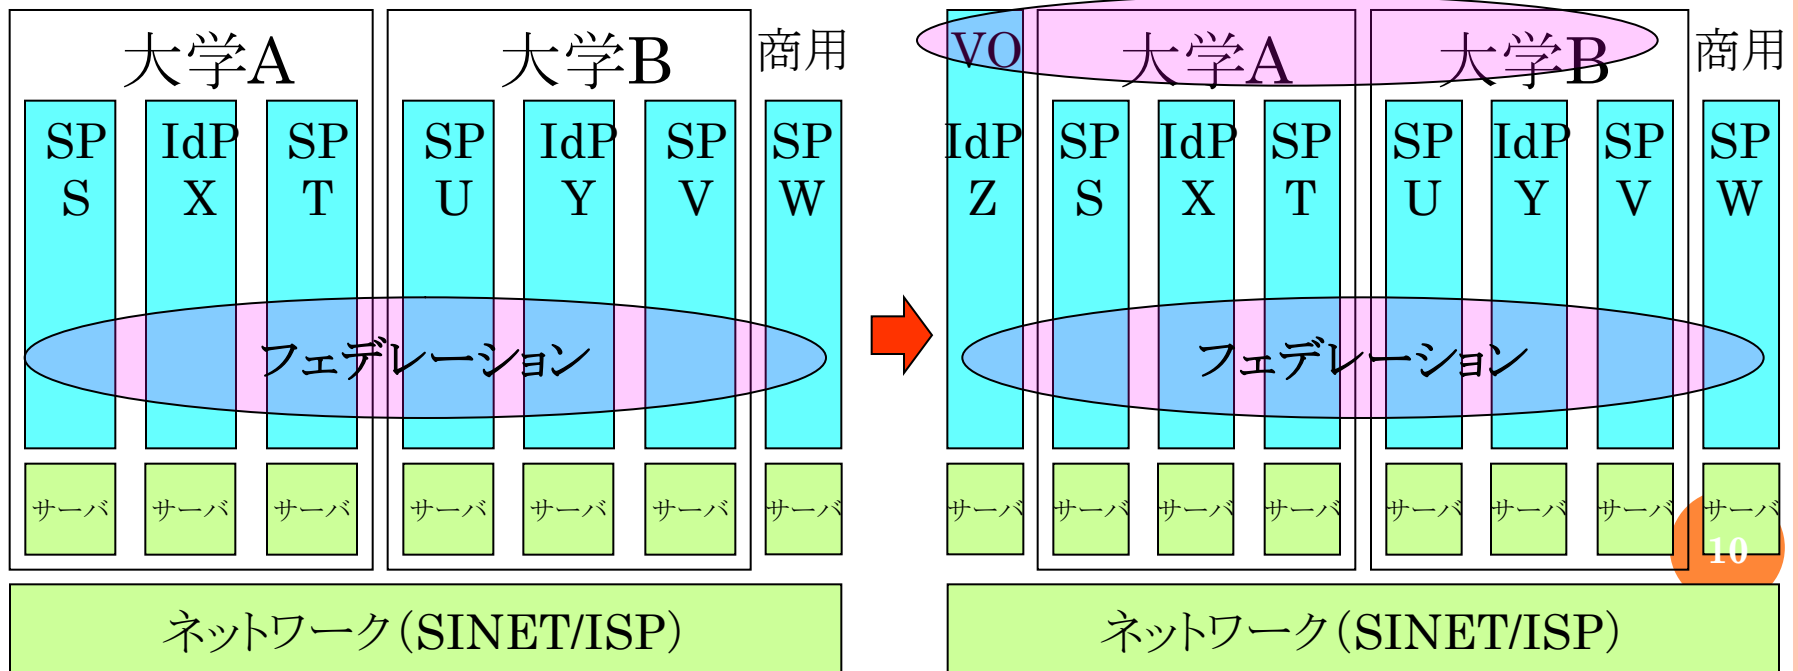 大学A
大学B
商用
SP
S
IdP
X
SP
T
SP
U
IdP
Y
SP
V
SP
W
フェデレーション
サーバ
サーバ
サーバ
サーバ
サーバ
サーバ
サーバ
ネットワーク(SINET/ISP)
VO
大学A
大学B
商用
IdP
Z
SP
S
IdP
X
SP
T
SP
U
IdP
Y
SP
V
SP
W
フェデレーション
サーバ
サーバ
サーバ
サーバ
サーバ
サーバ
サーバ
サーバ
10
ネットワーク(SINET/ISP)